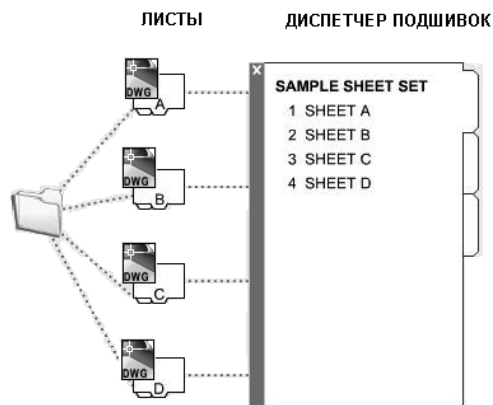 ЛИСТЫ ДИСПЕТЧЕР ПОДШИВОК
SAMPLE SHEET SET
1 SHEET A
2 SHEET B
3 SHEET C
4 SHEET D
DWG
A
DWG
B
DWG
C
DWG
D
X